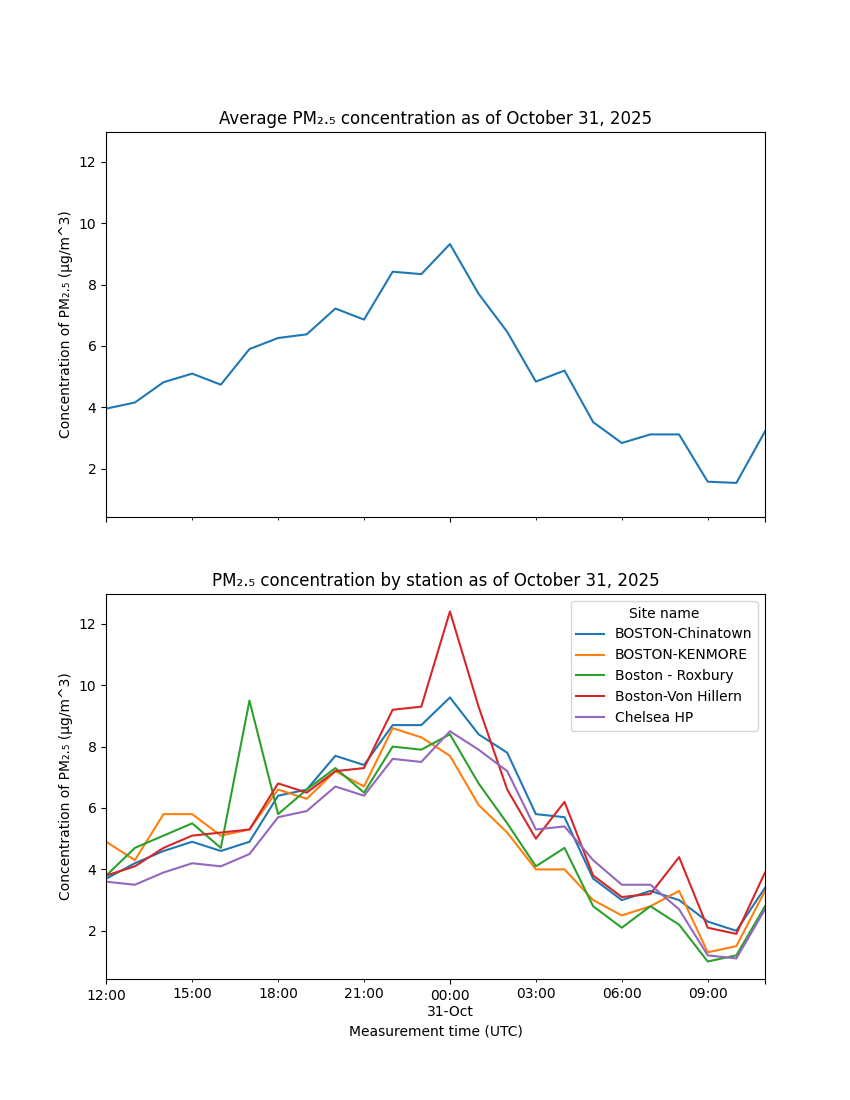 Average PM₂.₅ concentration as of October 31, 2025
Concentration of PM₂.₅ (µg/m^3)
12
10
8
6
4
2
PM₂.₅ concentration by station as of October 31, 2025
Concentration of PM₂.₅ (µg/m^3)
12
10
8
6
4
2
Site name
BOSTON-Chinatown
BOSTON-KENMORE
Boston - Roxbury
Boston-Von Hillern
Chelsea HP
12:00 15:00 18:00 21:00 00:00 03:00 06:00 09:00
31-Oct
Measurement time (UTC)